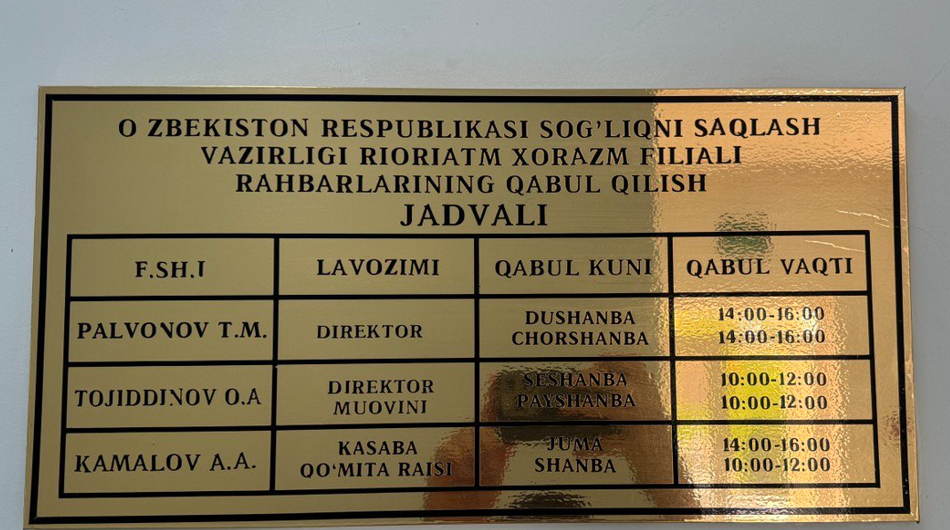 O ZBEKISTON RESPUBLIKASI SOG'LIQNI SAQLASH
VAZIRLIGI RIORIATM XORAZM FILIALI
RAHBARLARINING QABUL QILISH
JADVALI
F.SH.I LAVOZIMI QABUL KUNI QABUL VAQTI
PALVONOV T.M. DIREKTOR DUSHANBA 14:00-16:00
CHORSHANBA 14:00-16:00
TOJIDDINOV O.A DIREKTOR SESHANBA 10:00-12:00
MUOVINI PAYSHANBA 10:00-12:00
KAMALOV A.A. KASABA JUMA 14:00-16:00
QO‘MITA RAISI SHANBA 10:00-12:00